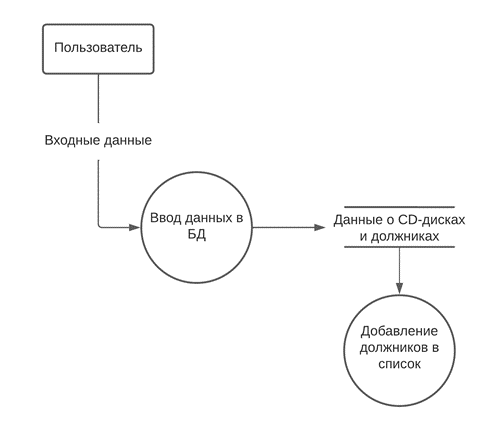 Пользователь
Входные данные
Ввод данных в
БД
Данные о CD-дисках
и должниках
Добавление
должников в
список